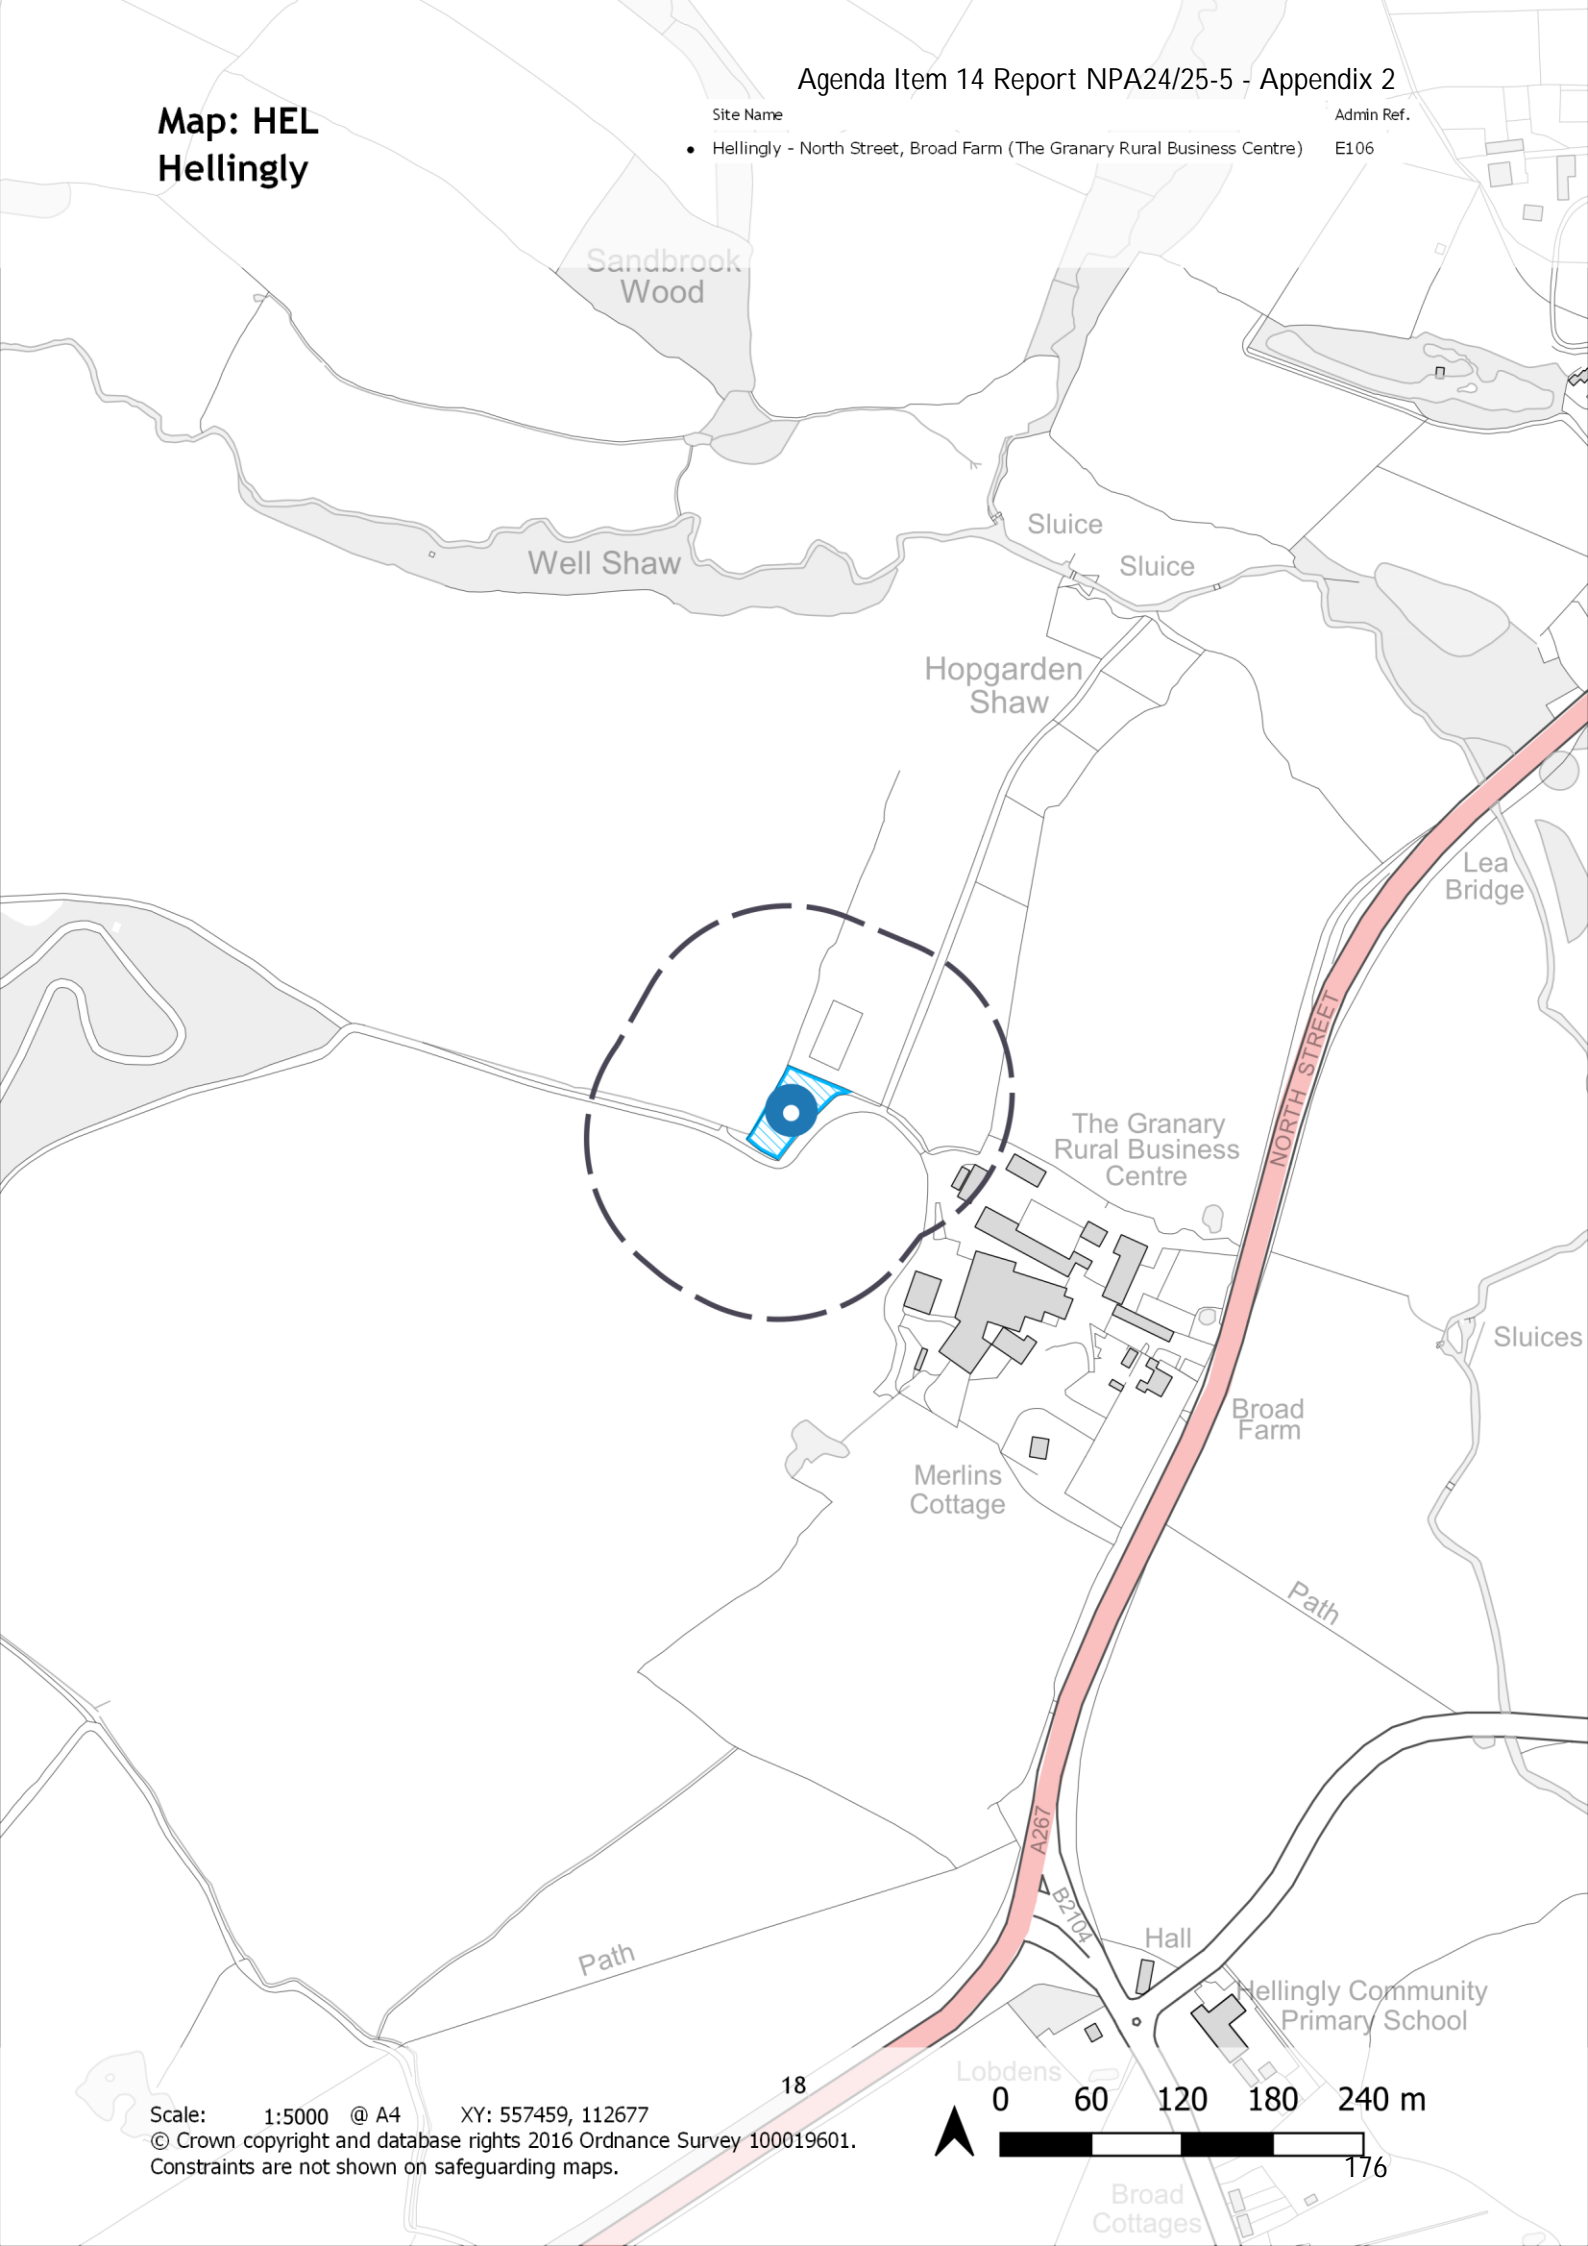 Agenda Item 14 Report NPA24/25-5 - Appendix 2
Map: HEL
Hellingly
Site Name Admin Ref.
• Hellingly - North Street, Broad Farm (The Granary Rural Business Centre) E106
Sandbrook
Wood
Sluice
Well Shaw
Sluice
Hopgarden
Shaw
Lea
Bridge
NORTH STREET
The Granary
Rural Business
Centre
Sluices
Broad
Farm
Merlins
Cottage
Path
A267
B2104
Hall
Path
Hellingly Community
Primary School
Lobdens
18
0 60 120 180 240 m
Scale: 1:5000 @ A4 XY: 557459, 112677
© Crown copyright and database rights 2016 Ordnance Survey 100019601.
Constraints are not shown on safeguarding maps.
176
Broad
Cottages